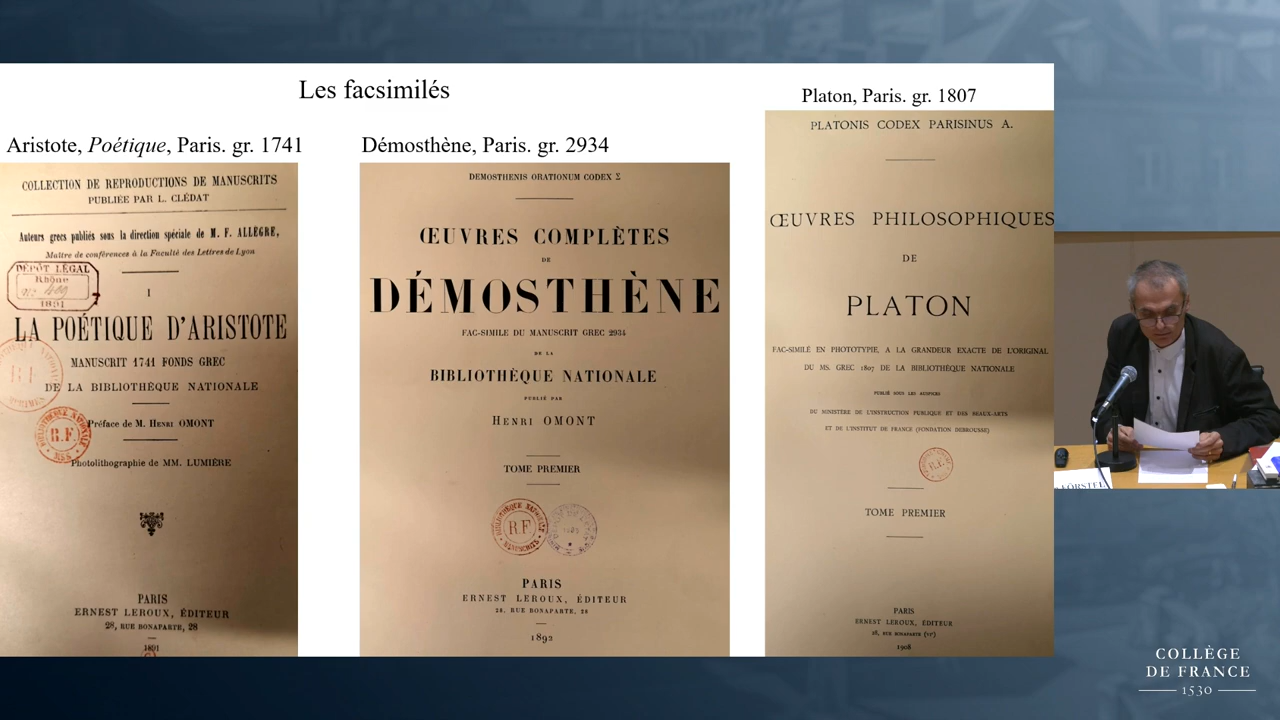 Les facsimilés
Aristote, Poétique, Paris. gr. 1741
COLLECTION DE REPRODUCTIONS DE MANUSCRITS
PUBLIÉE PAR L. CLÉDAT
Auteurs grecs publiés sous la direction spéciale de M. F. ALLÈGRE,
Maître de conférences à la Faculté des Lettres de Lyon
DÉPÔT LÉGAL
Rhône
1891
I
LA POÉTIQUE D'ARISTOTE
MANUSCRIT 1741 FONDS GREC
DE LA BIBLIOTHÈQUE NATIONALE
Préface de M. HENRI OMONT
R.F.
Photolithographie de MM. LUMIÈRE
PARIS
ERNEST LEROUX, ÉDITEUR
28, RUE BONAPARTE, 28
1891
Démosthène, Paris. gr. 2934
DEMOSTHENIS ORATIONUM CODEX Σ
ŒUVRES COMPLÈTES
DE
DÉMOSTHÈNE
FAC-SIMILE DU MANUSCRIT GREC 2934
DE LA
BIBLIOTHÈQUE NATIONALE
PUBLIÉ PAR
HENRI OMONT
TOME PREMIER
BIBLIOTHÈQUE NATIONALE
R.F.
MANUSCRITS
PARIS
ERNEST LEROUX, ÉDITEUR
28, RUE BONAPARTE, 28
1892
Platon, Paris. gr. 1807
PLATONIS CODEX PARISINUS A.
ŒUVRES PHILOSOPHIQUES
DE
PLATON
FAC-SIMILÉ EN PHOTOTYPIE, A LA GRANDEUR EXACTE DE L'ORIGINAL
DU MS. GREC 1807 DE LA BIBLIOTHÈQUE NATIONALE
PUBLIÉ SOUS LES AUSPICES
DU MINISTÈRE DE L'INSTRUCTION PUBLIQUE ET DES BEAUX-ARTS
ET DE L'INSTITUT DE FRANCE (FONDATION DEBROUSSE)
R.F.
TOME PREMIER
PARIS
ERNEST LEROUX, ÉDITEUR
28, RUE BONAPARTE (VIe)
1908
COLLÈGE
DE FRANCE
1530